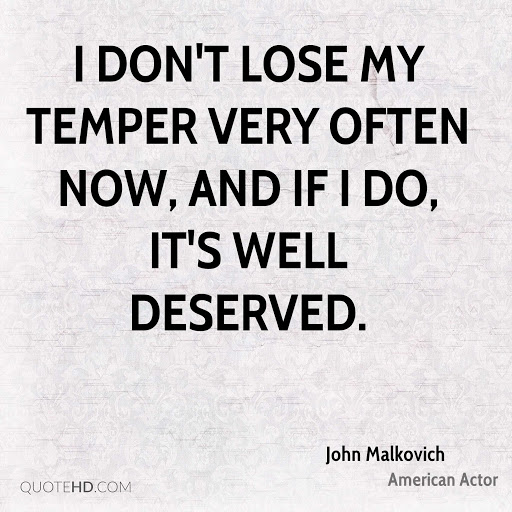 I DON'T LOSE MY
TEMPER VERY OFTEN
NOW, AND IF I DO,
IT'S WELL
DESERVED.
John Malkovich
American Actor
QUOTEHD.COM